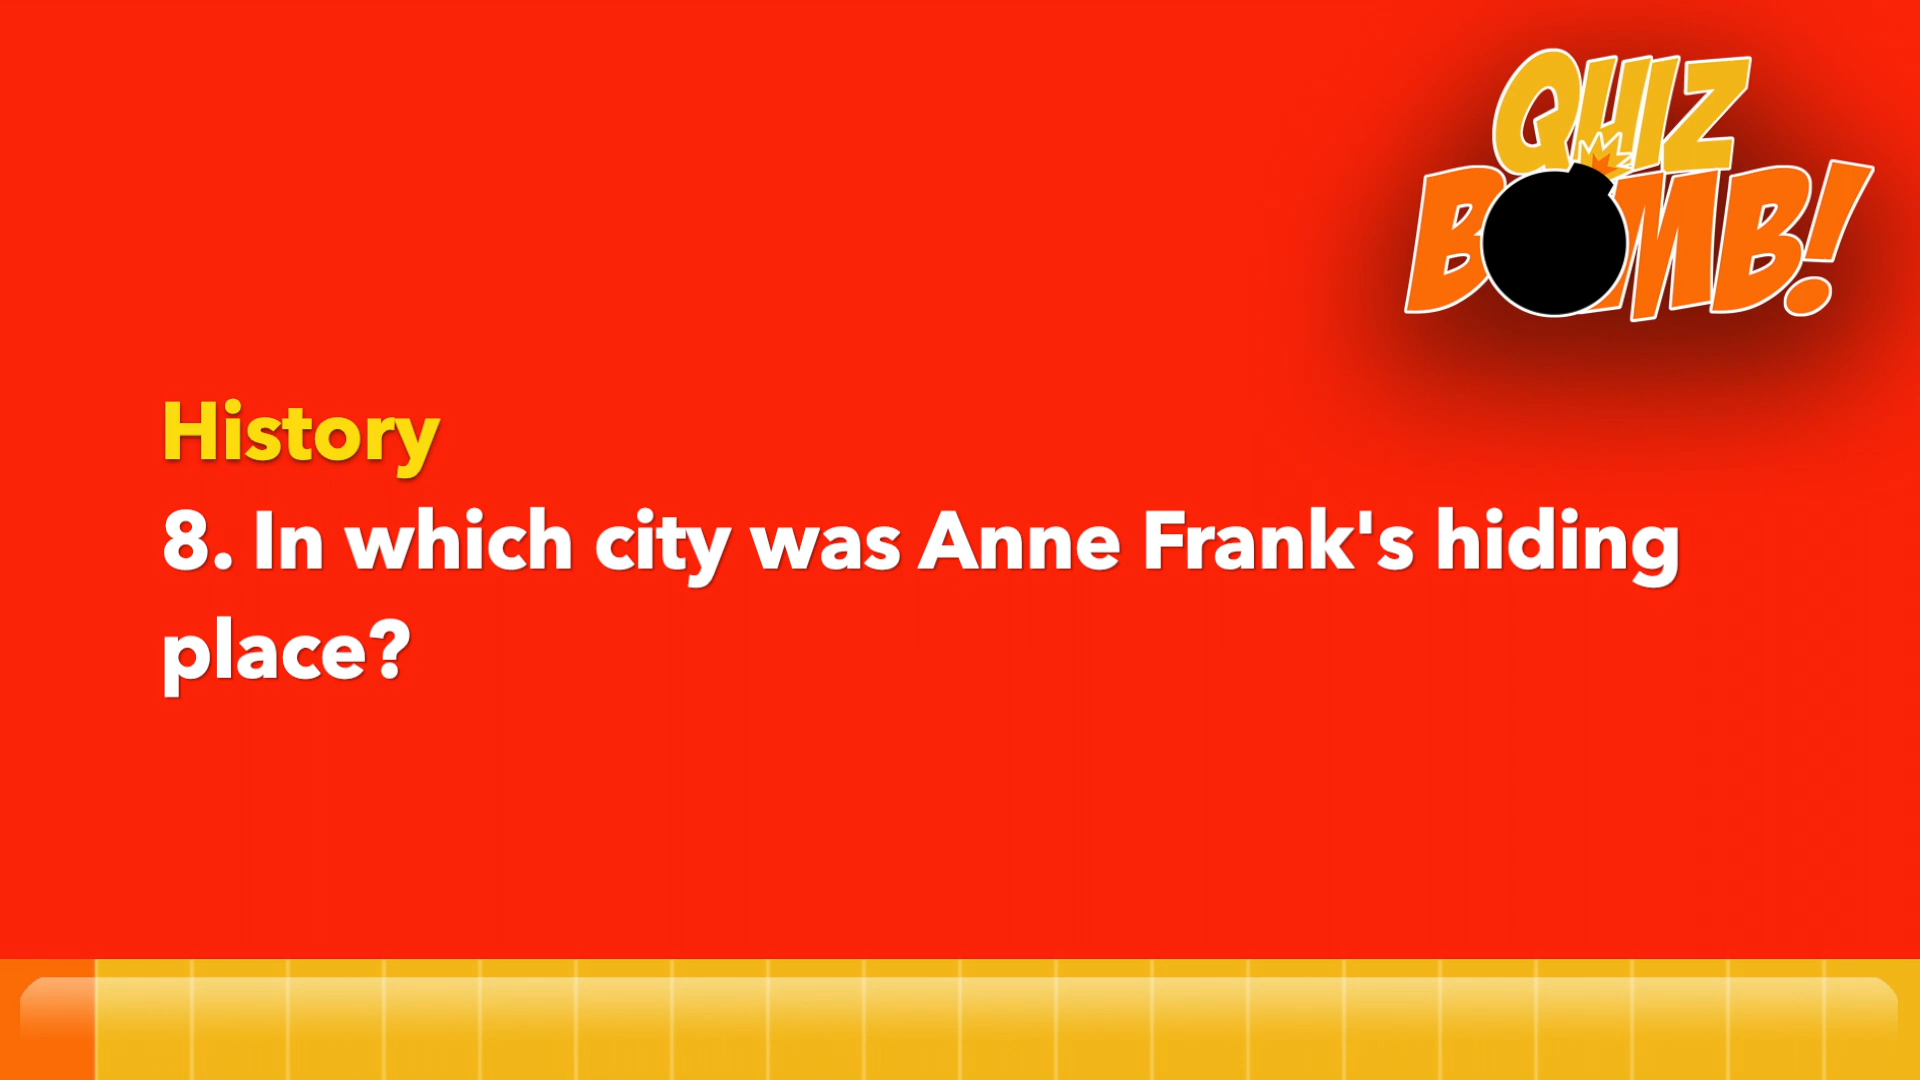 QUIZ
BOMB!
History
8. In which city was Anne Frank's hiding
place?